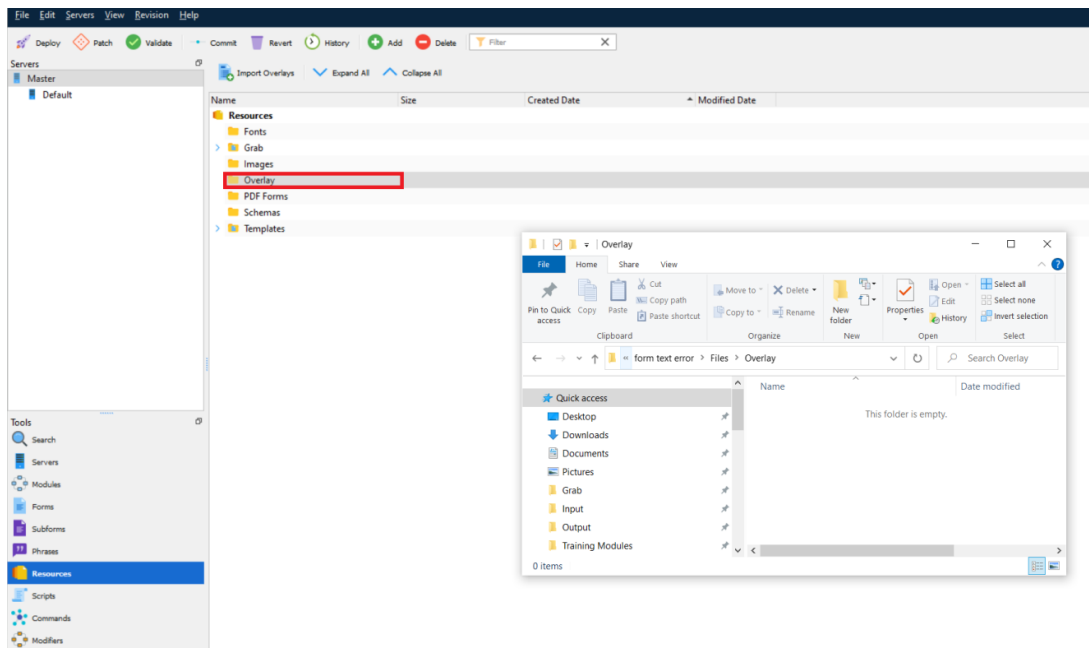 File Edit Servers View Revision Help
Deploy Patch Validate Commit Revert History Add Delete Filter
Servers
Master
Default
Import Overlays Expand All Collapse All
Name Size Created Date Modified Date
Resources
Fonts
Grab
Images
Overlay
PDF Forms
Schemas
Templates
Tools
Search
Servers
Modules
Forms
Subforms
Phrases
Resources
Scripts
Commands
Modifiers
Overlay
File Home Share View
Pin to Quick access
Copy
Paste
Cut
Copy path
Paste shortcut
Clipboard
Move to
Copy to
Delete
Rename
Organize
New folder
New
Properties
Open
Edit
History
Open
Select all
Select none
Invert selection
Select
« form text error > Files > Overlay
Search Overlay
Quick access
Desktop
Downloads
Documents
Pictures
Grab
Input
Output
Training Modules
Name Date modified
This folder is empty.
0 items